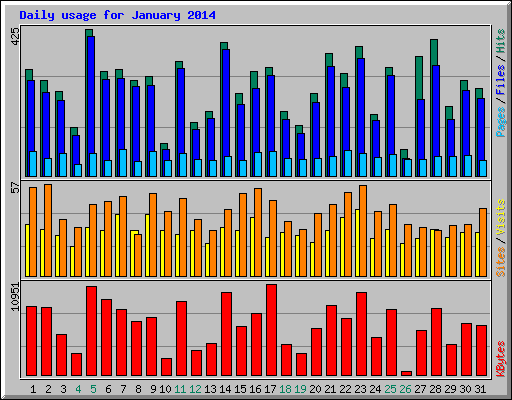 Daily usage for January 2014
425
Pages / Files / Hits
57
Sites / Visits
10951
KBytes
1 2 3 4 5 6 7 8 9 10 11 12 13 14 15 16 17 18 19 20 21 22 23 24 25 26 27 28 29 30 31